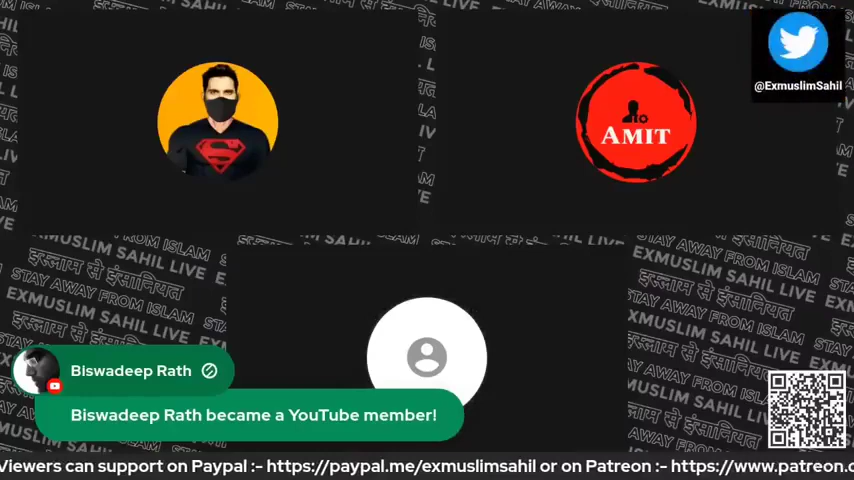 @ExmuslimSahil
AMIT
STAY AWAY FROM ISLAM
EXMUSLIM SAHIL LIVE
इस्लाम से इंसानियत
Biswadeep Rath
Biswadeep Rath became a YouTube member!
Viewers can support on Paypal :- https://paypal.me/exmuslimsahil or on Patreon :- https://www.patreon.c